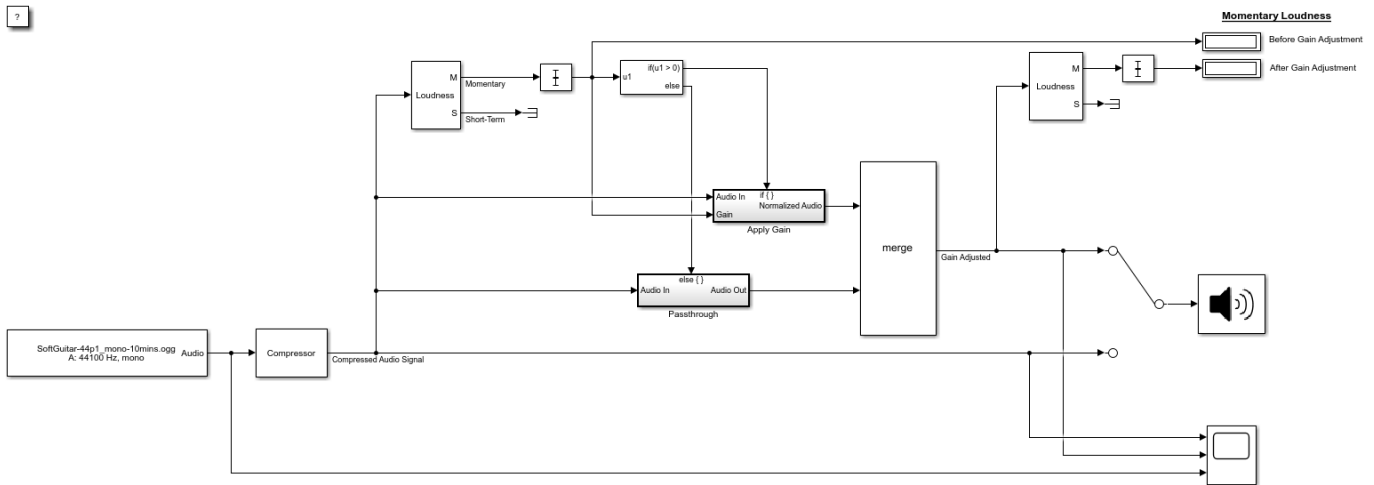 ?
Momentary Loudness
Before Gain Adjustment
After Gain Adjustment
Loudness
M
S
Momentary
Short-Term
u1
if(u1 > 0)
else
Loudness
M
S
Audio In
Gain
if { }
Normalized Audio
Apply Gain
merge
Gain Adjusted
else { }
Audio In
Audio Out
Passthrough
SoftGuitar-44p1_mono-10mins.ogg
A: 44100 Hz, mono
Audio
Compressor
Compressed Audio Signal